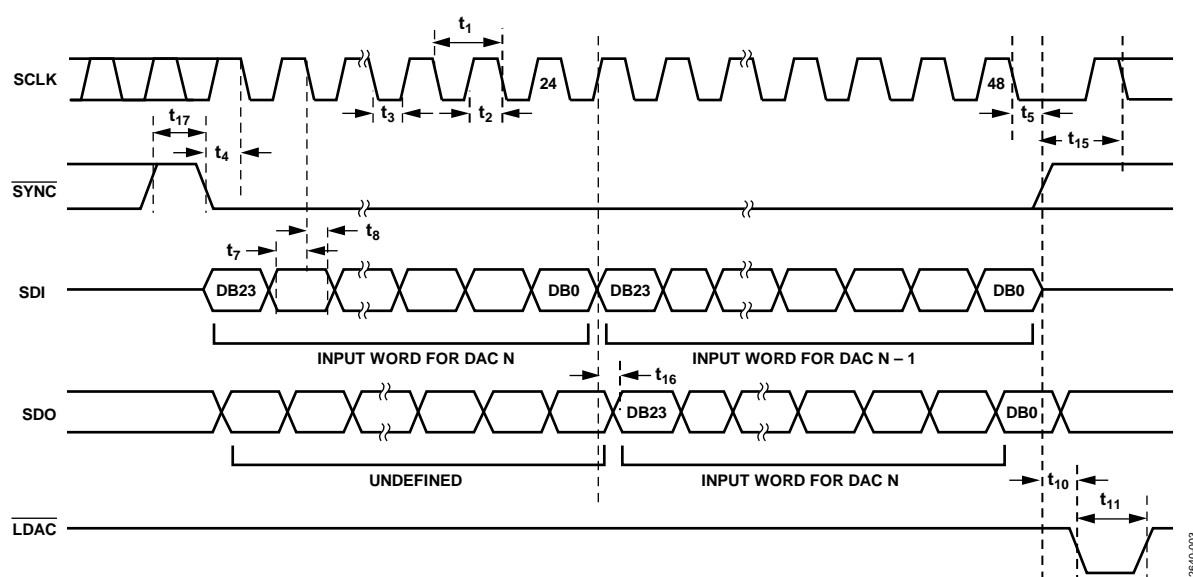 t1
SCLK
24
48
t3
t2
t5
t17
t4
t15
SYNC
t7
t8
SDI
DB23
DB0
DB23
DB0
INPUT WORD FOR DAC N
INPUT WORD FOR DAC N – 1
t16
SDO
DB23
DB0
UNDEFINED
INPUT WORD FOR DAC N
t10
t11
LDAC